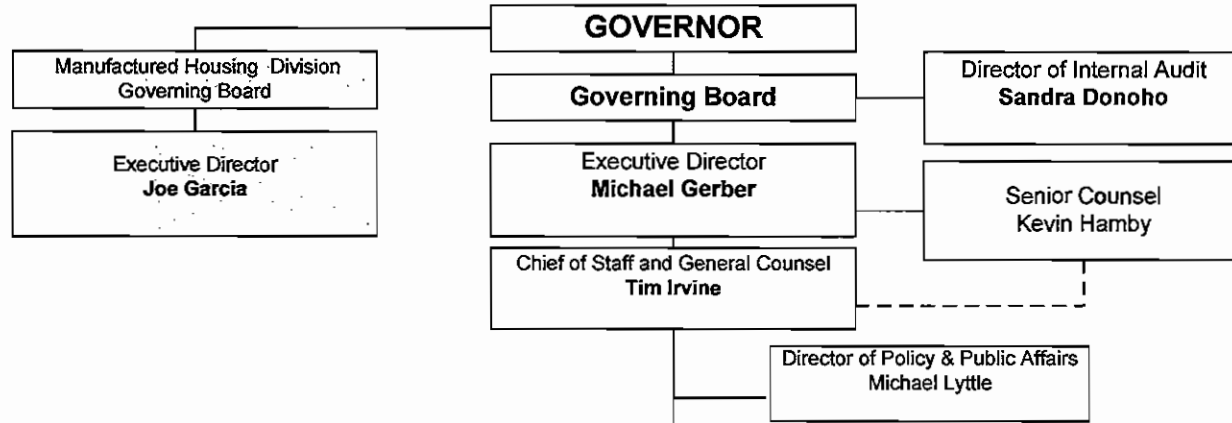 GOVERNOR
Manufactured Housing Division
Governing Board
Governing Board
Director of Internal Audit
Sandra Donoho
Executive Director
Joe Garcia
Executive Director
Michael Gerber
Senior Counsel
Kevin Hamby
Chief of Staff and General Counsel
Tim Irvine
Director of Policy & Public Affairs
Michael Lyttle